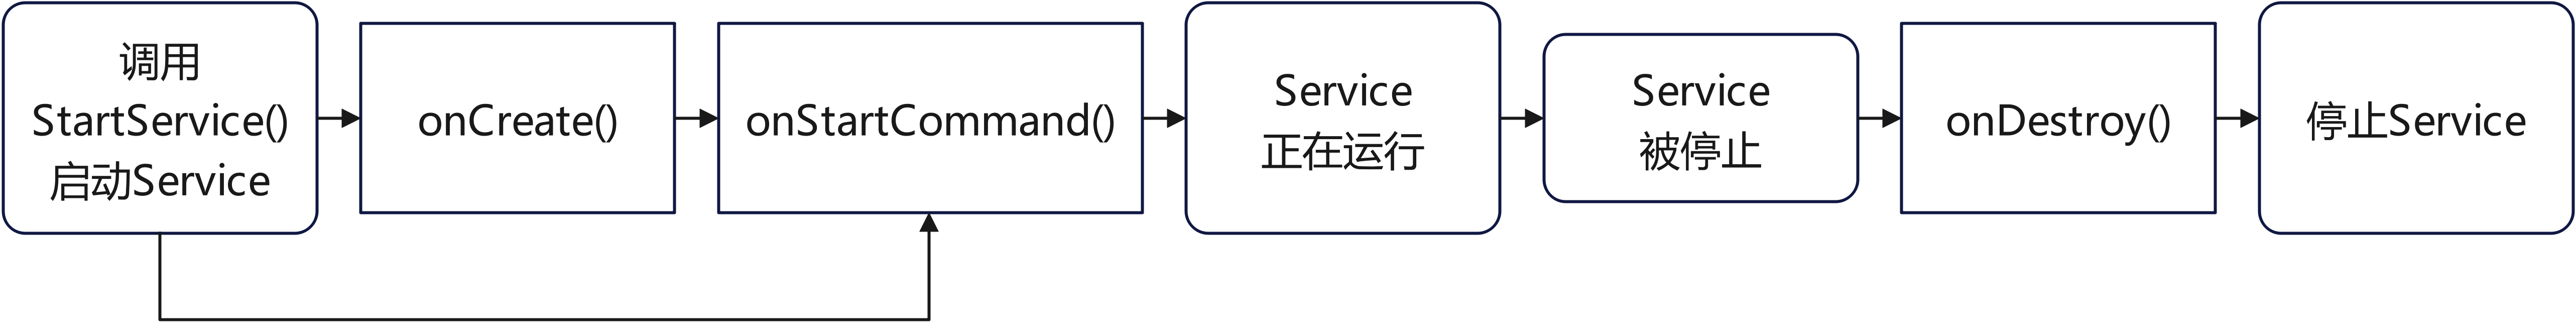 调用
StartService()
启动Service
onCreate()
onStartCommand()
Service
正在运行
Service
被停止
onDestroy()
停止Service